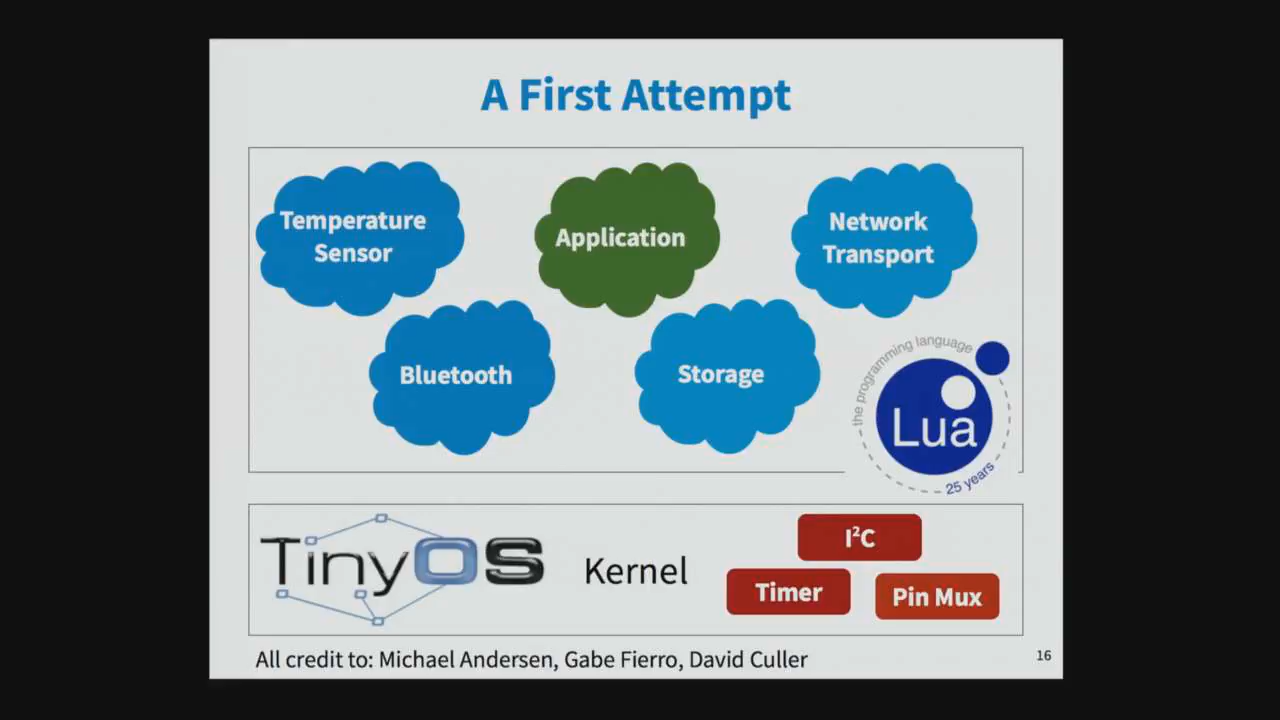 A First Attempt
Temperature
Sensor
Application
Network
Transport
Bluetooth
Storage
the programming language
Lua
25 years
TinyOS
Kernel
I²C
Timer
Pin Mux
All credit to: Michael Andersen, Gabe Fierro, David Culler
16